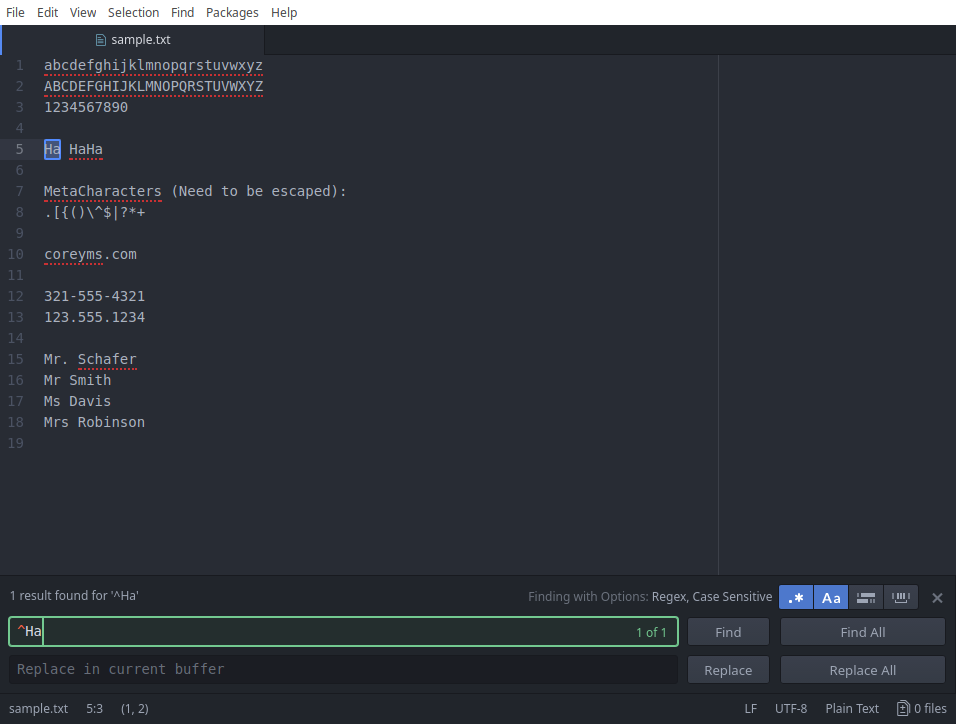 File Edit View Selection Find Packages Help
sample.txt
1 abcdefghijklmnopqrstuvwxyz
2 ABCDEFGHIJKLMNOPQRSTUVWXYZ
3 1234567890
4
5 Ha HaHa
6
7 MetaCharacters (Need to be escaped):
8 .[{()\^$|?*+
9
10 coreyms.com
11
12 321-555-4321
13 123.555.1234
14
15 Mr. Schafer
16 Mr Smith
17 Ms Davis
18 Mrs Robinson
19
1 result found for '^Ha' Finding with Options: Regex, Case Sensitive .* Aa
^Ha 1 of 1 Find Find All
Replace in current buffer Replace Replace All
sample.txt 5:3 (1, 2) LF UTF-8 Plain Text 0 files